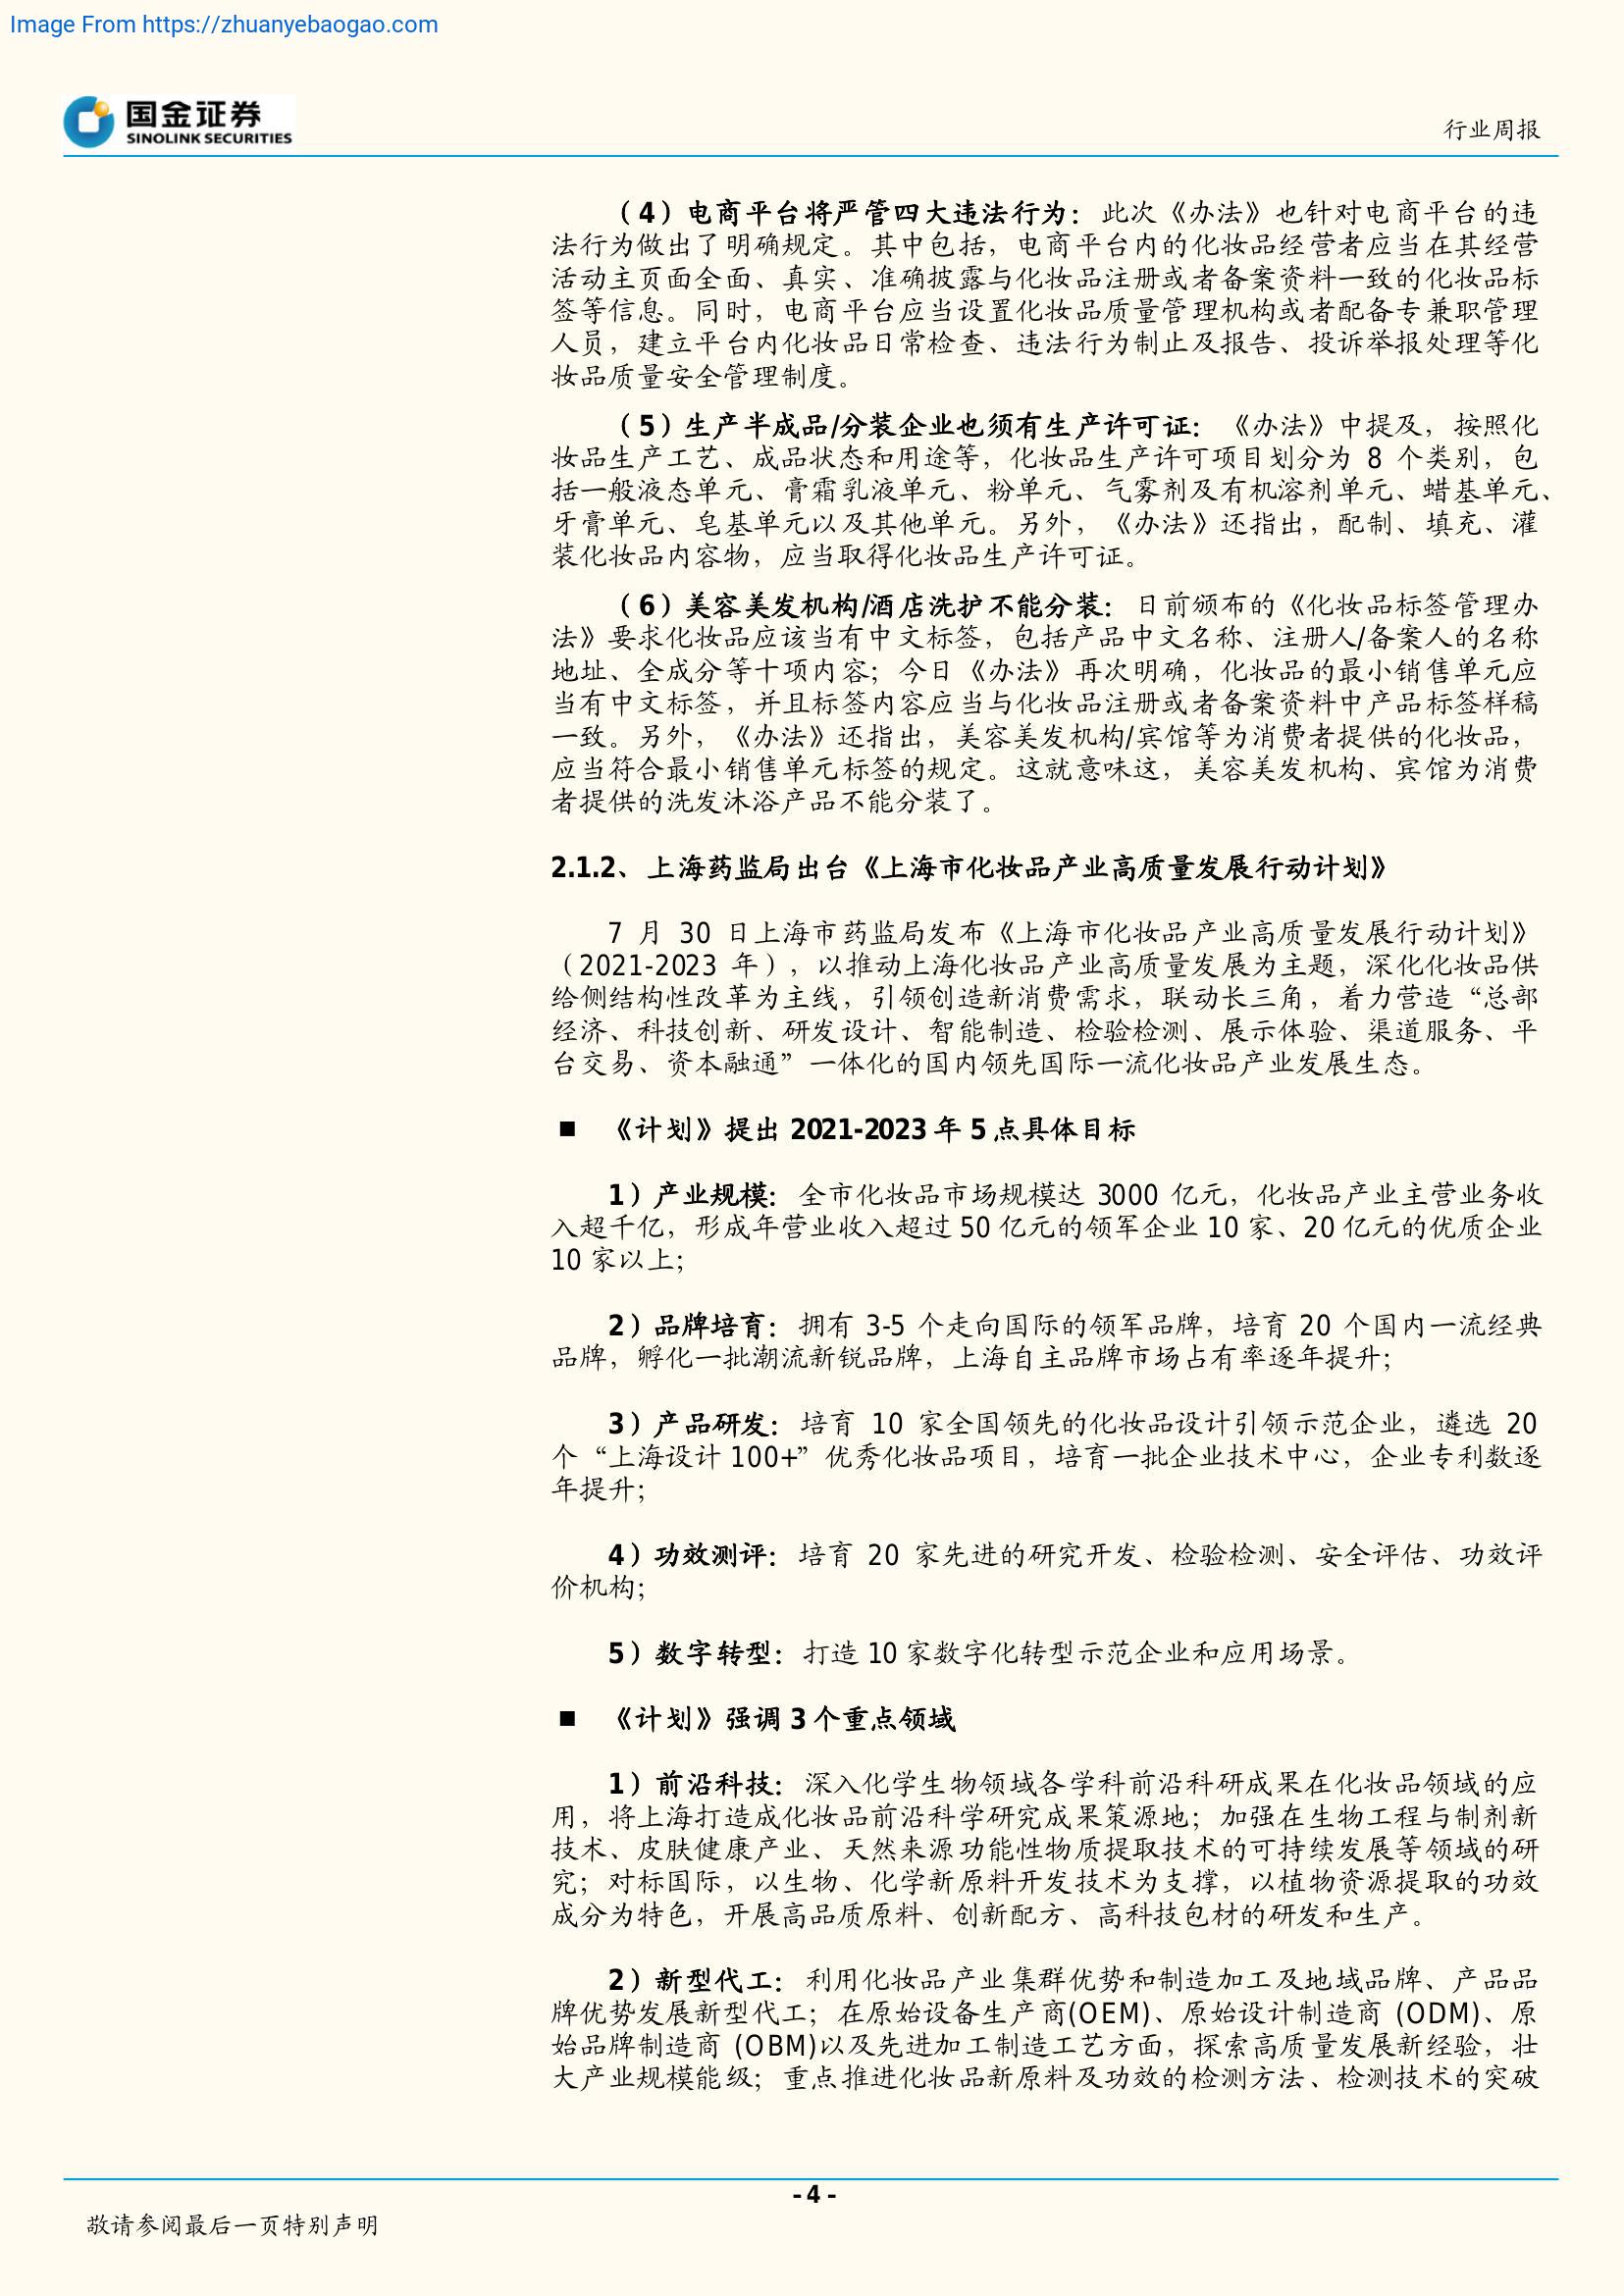 Image From https://zhuanyebaogao.com
国金证券
SINOLINK SECURITIES
行业周报
（4）电商平台将严管四大违法行为：此次《办法》也针对电商平台的违
法行为做出了明确规定。其中包括，电商平台内的化妆品经营者应当在其经营
活动主页面全面、真实、准确披露与化妆品注册或者备案资料一致的化妆品标
签等信息。同时，电商平台应当设置化妆品质量管理机构或者配备专兼职管理
人员，建立平台内化妆品日常检查、违法行为制止及报告、投诉举报处理等化
妆品质量安全管理制度。
（5）生产半成品/分装企业也须有生产许可证：《办法》中提及，按照化
妆品生产工艺、成品状态和用途等，化妆品生产许可项目划分为 8 个类别，包
括一般液态单元、膏霜乳液单元、粉单元、气雾剂及有机溶剂单元、蜡基单元、
牙膏单元、皂基单元以及其他单元。另外，《办法》还指出，配制、填充、灌
装化妆品内容物，应当取得化妆品生产许可证。
（6）美容美发机构/酒店洗护不能分装：日前颁布的《化妆品标签管理办
法》要求化妆品应该当有中文标签，包括产品中文名称、注册人/备案人的名称
地址、全成分等十项内容；今日《办法》再次明确，化妆品的最小销售单元应
当有中文标签，并且标签内容应当与化妆品注册或者备案资料中产品标签样稿
一致。另外，《办法》还指出，美容美发机构/宾馆等为消费者提供的化妆品，
应当符合最小销售单元标签的规定。这就意味这，美容美发机构、宾馆为消费
者提供的洗发沐浴产品不能分装了。
2.1.2、上海药监局出台《上海市化妆品产业高质量发展行动计划》
7 月 30 日上海市药监局发布《上海市化妆品产业高质量发展行动计划》
（2021-2023 年），以推动上海化妆品产业高质量发展为主题，深化化妆品供
给侧结构性改革为主线，引领创造新消费需求，联动长三角，着力营造“总部
经济、科技创新、研发设计、智能制造、检验检测、展示体验、渠道服务、平
台交易、资本融通”一体化的国内领先国际一流化妆品产业发展生态。
■ 《计划》提出 2021-2023 年 5 点具体目标
1）产业规模：全市化妆品市场规模达 3000 亿元，化妆品产业主营业务收
入超千亿，形成年营业收入超过 50 亿元的领军企业 10 家、20 亿元的优质企业
10 家以上；
2）品牌培育：拥有 3-5 个走向国际的领军品牌，培育 20 个国内一流经典
品牌，孵化一批潮流新锐品牌，上海自主品牌市场占有率逐年提升；
3）产品研发：培育 10 家全国领先的化妆品设计引领示范企业，遴选 20
个“上海设计 100+”优秀化妆品项目，培育一批企业技术中心，企业专利数逐
年提升；
4）功效测评：培育 20 家先进的研究开发、检验检测、安全评估、功效评
价机构；
5）数字转型：打造 10 家数字化转型示范企业和应用场景。
■ 《计划》强调 3 个重点领域
1）前沿科技：深入化学生物领域各学科前沿科研成果在化妆品领域的应
用，将上海打造成化妆品前沿科学研究成果策源地；加强在生物工程与制剂新
技术、皮肤健康产业、天然来源功能性物质提取技术的可持续发展等领域的研
究；对标国际，以生物、化学新原料开发技术为支撑，以植物资源提取的功效
成分为特色，开展高品质原料、创新配方、高科技包材的研发和生产。
2）新型代工：利用化妆品产业集群优势和制造加工及地域品牌、产品品
牌优势发展新型代工；在原始设备生产商(OEM)、原始设计制造商 (ODM)、原
始品牌制造商 (OBM)以及先进加工制造工艺方面，探索高质量发展新经验，壮
大产业规模能级；重点推进化妆品新原料及功效的检测方法、检测技术的突破
- 4 -
敬请参阅最后一页特别声明